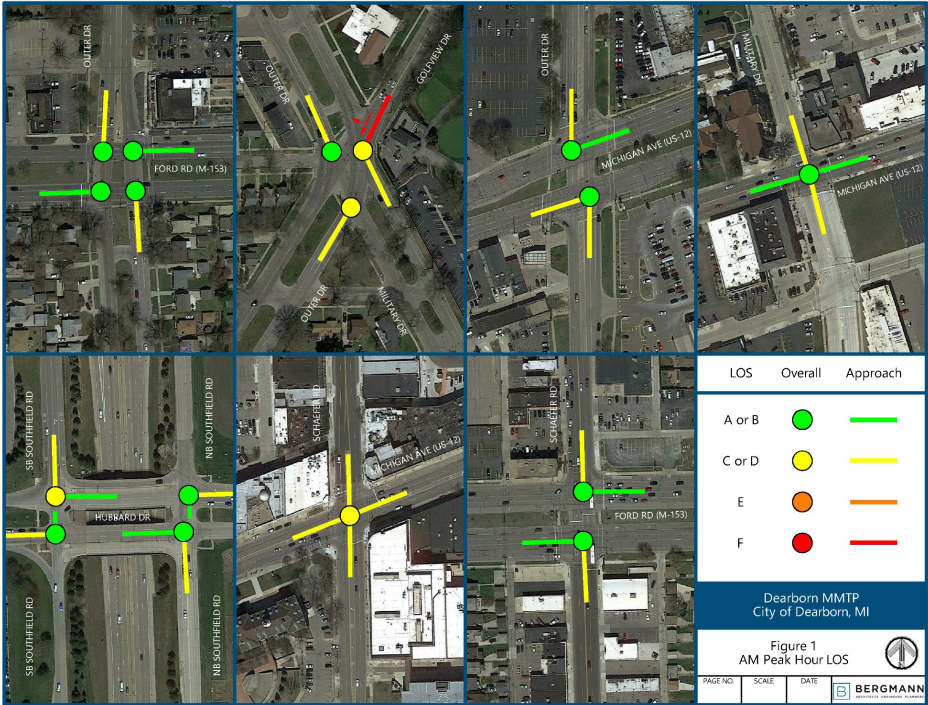 OUTER DR
FORD RD (M-153)
OUTER DR
GOLFVIEW DR
OUTER DR
MILITARY DR
OUTER DR
MICHIGAN AVE (US-12)
MILITARY DR
MICHIGAN AVE (US-12)
SB SOUTHFIELD RD
NB SOUTHFIELD RD
HUBBARD DR
SB SOUTHFIELD RD
NB SOUTHFIELD RD
SCHAEFER RD
MICHIGAN AVE (US-12)
SCHAEFER RD
FORD RD (M-153)
LOS Overall Approach
A or B
C or D
E
F
Dearborn MMTP
City of Dearborn, MI
Figure 1
AM Peak Hour LOS
PAGE NO. SCALE DATE
B BERGMANN
ARCHITECTS ENGINEERS PLANNERS